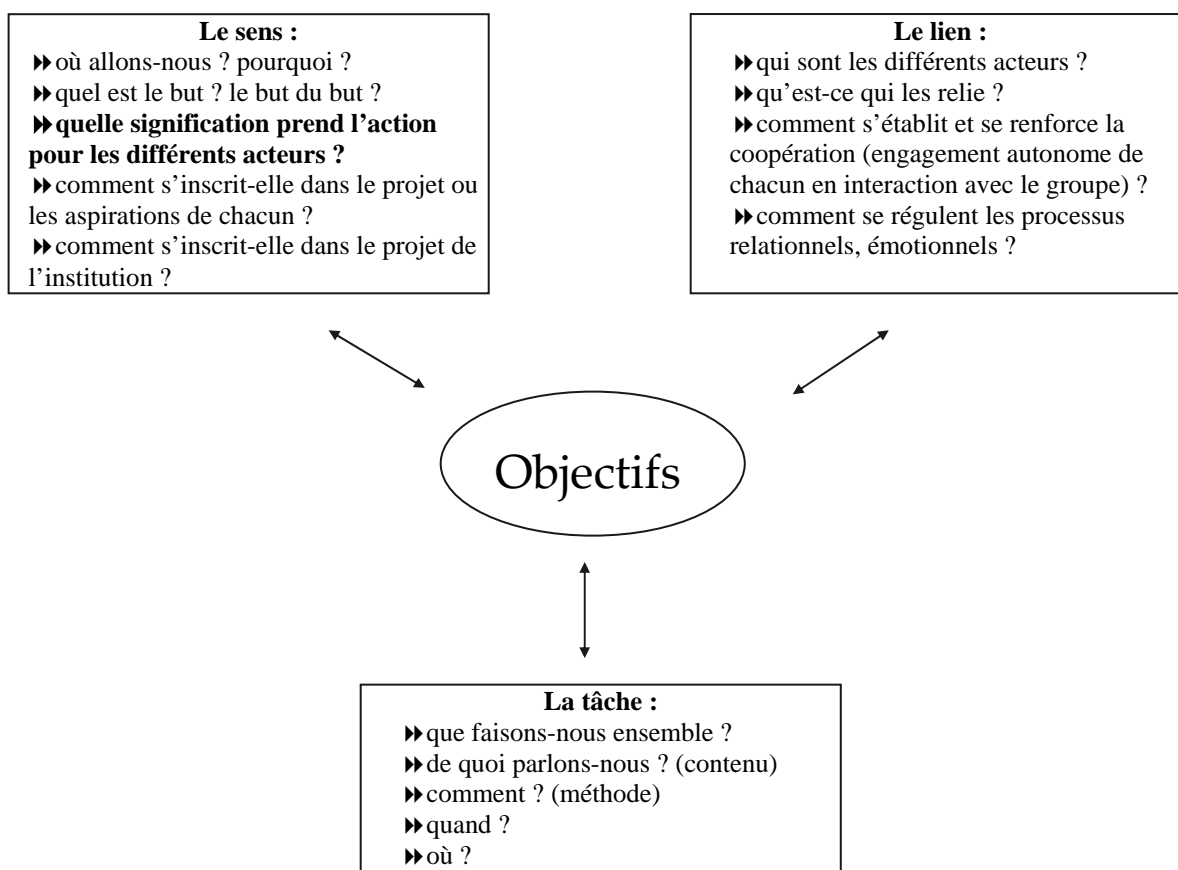 Le sens :
où allons-nous ? pourquoi ?
quel est le but ? le but du but ?
quelle signification prend l’action
pour les différents acteurs ?
comment s’inscrit-elle dans le projet ou
les aspirations de chacun ?
comment s’inscrit-elle dans le projet de
l’institution ?
Le lien :
qui sont les différents acteurs ?
qu’est-ce qui les relie ?
comment s’établit et se renforce la
coopération (engagement autonome de
chacun en interaction avec le groupe) ?
comment se régulent les processus
relationnels, émotionnels ?
Objectifs
La tâche :
que faisons-nous ensemble ?
de quoi parlons-nous ? (contenu)
comment ? (méthode)
quand ?
où ?